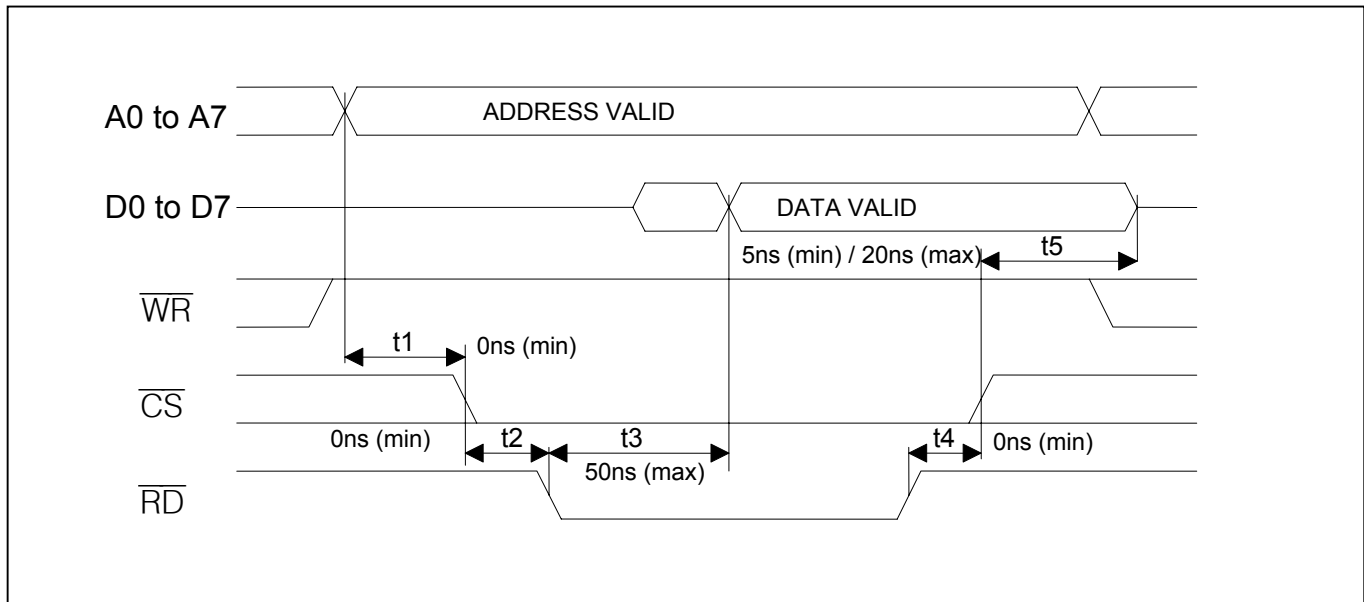 A0 to A7
ADDRESS VALID
D0 to D7
DATA VALID
5ns (min) / 20ns (max)
t5
WR
t1
0ns (min)
CS
0ns (min)
t2
t3
t4
0ns (min)
50ns (max)
RD